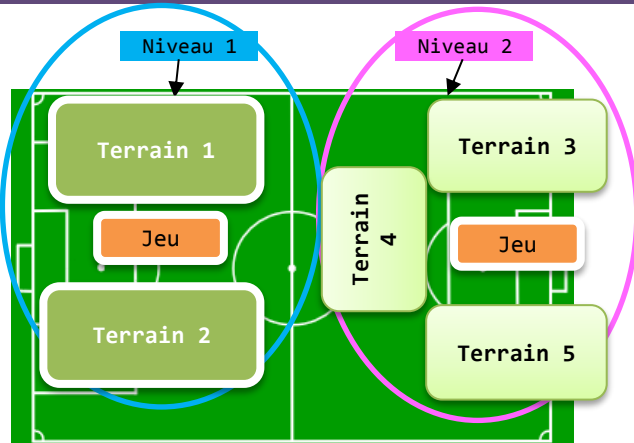 Niveau 1
Niveau 2
Terrain 1
Terrain 3
Jeu
Terrain
4
Jeu
Terrain 2
Terrain 5